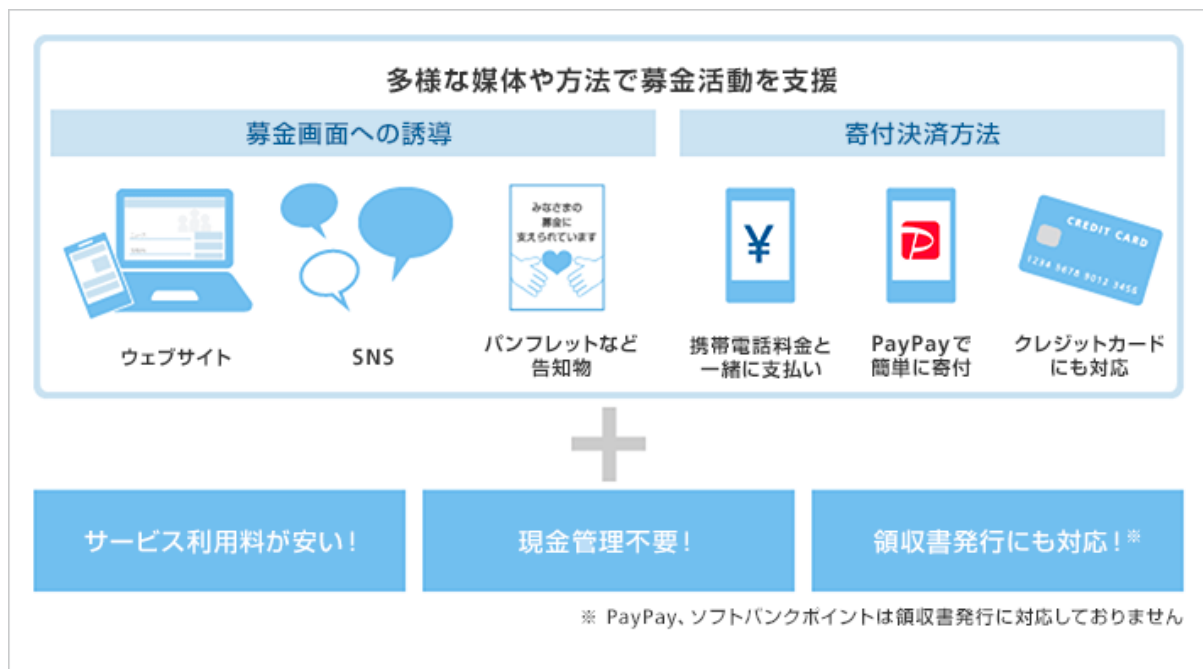 多様な媒体や方法で募金活動を支援
募金画面への誘導
寄付決済方法
みなさまの
募金に
支えられています
¥
P
CREDIT CARD
1234 5678 9012 3456
ウェブサイト
SNS
パンフレットなど
告知物
携帯電話料金と
一緒に支払い
PayPayで
簡単に寄付
クレジットカード
にも対応
サービス利用料が安い!
現金管理不要!
領収書発行にも対応!※
※ PayPay、ソフトバンクポイントは領収書発行に対応しておりません